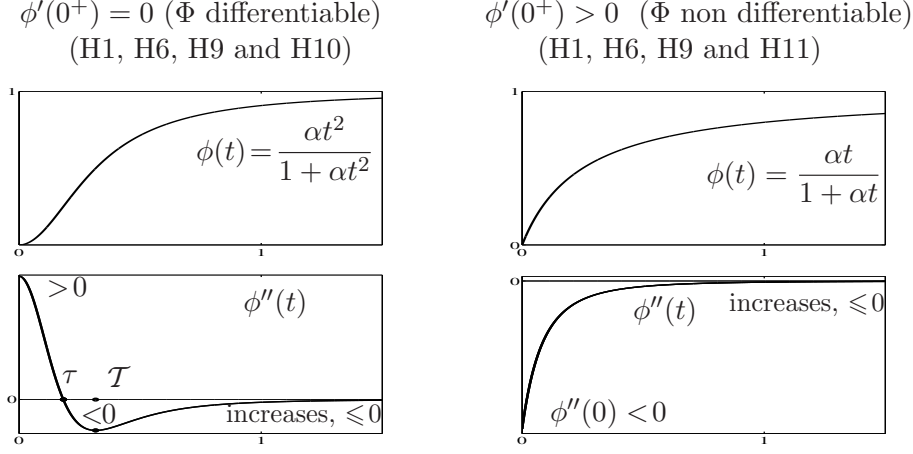 ϕ′(0⁺) = 0 (Φ differentiable)
(H1, H6, H9 and H10)
1
ϕ(t) = αt² / (1 + αt²)
0
0
1
>0
ϕ″(t)
τ
𝒯
0
<0
increases, ⩽0
0
1
ϕ′(0⁺) > 0 (Φ non differentiable)
(H1, H6, H9 and H11)
1
ϕ(t) = αt / (1 + αt)
0
0
1
0
ϕ″(t)
increases, ⩽0
ϕ″(0) <0
0
1